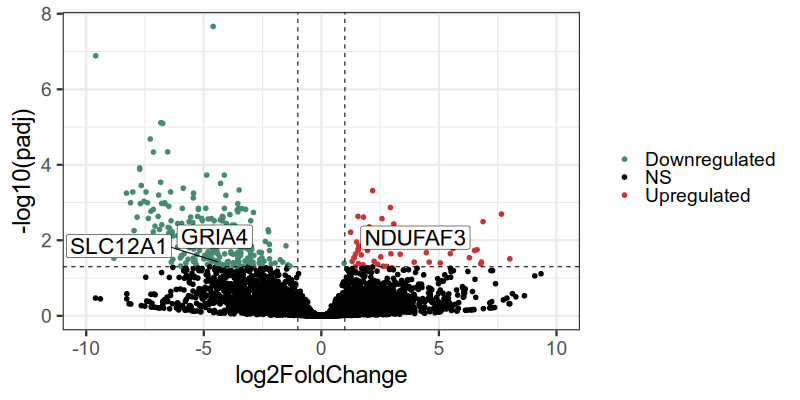 8
6
4
2
0
-log10(padj)
SLC12A1
GRIA4
NDUFAF3
-10
-5
0
5
10
log2FoldChange
Downregulated
NS
Upregulated